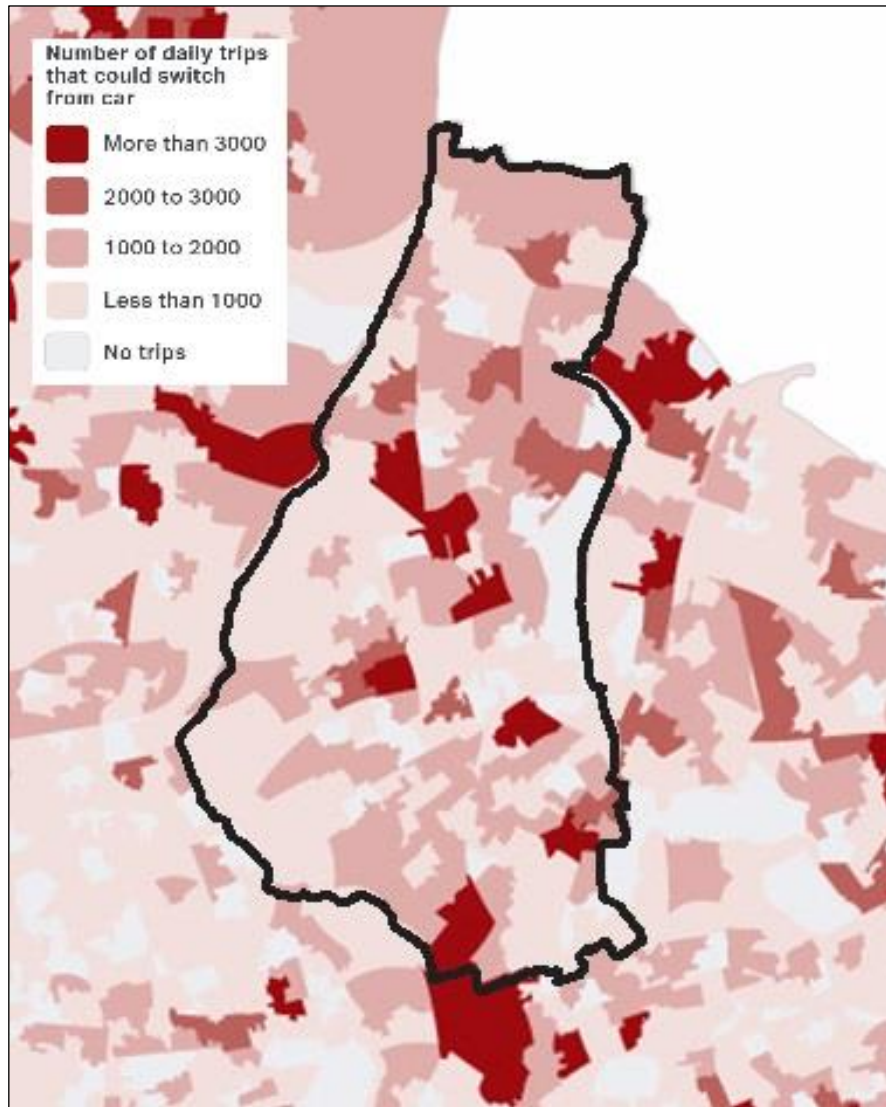 Number of daily trips
that could switch
from car
More than 3000
2000 to 3000
1000 to 2000
Less than 1000
No trips